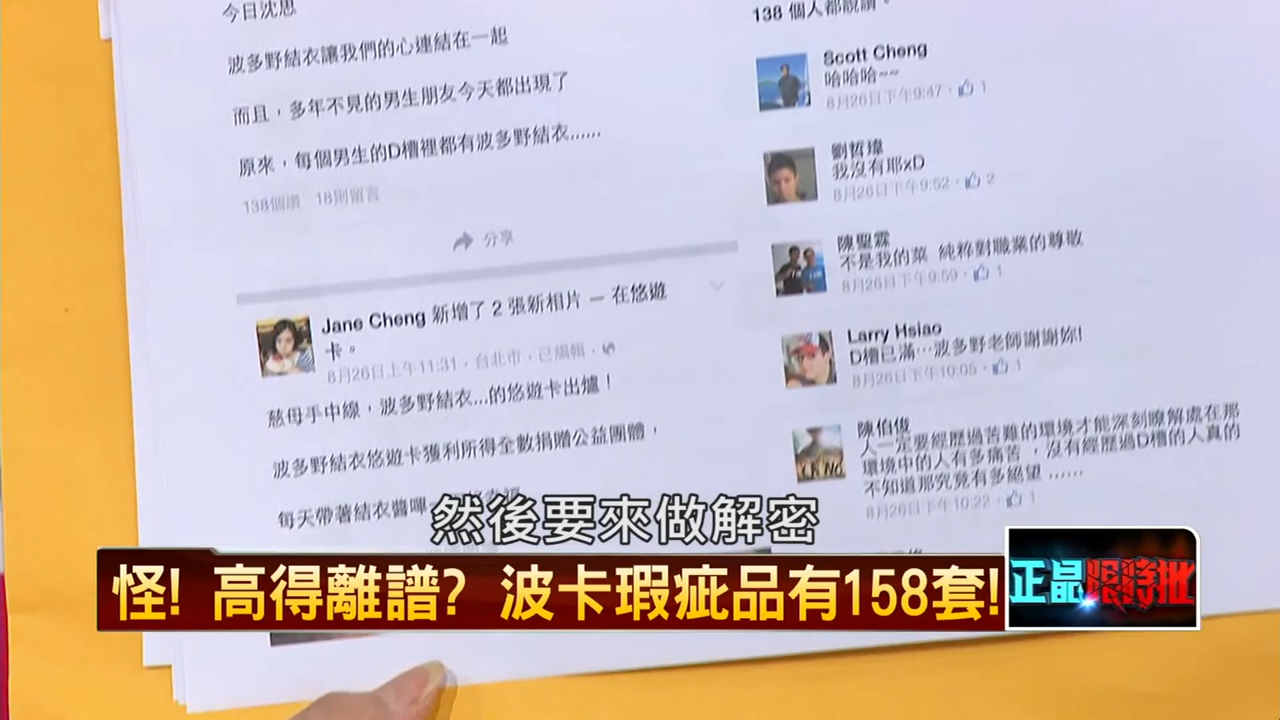 今日沈思
波多野結衣讓我們的心連結在一起
而且，多年不見的男生朋友今天都出現了
原來，每個男生的D槽裡都有波多野結衣......
138個讚 18則留言
分享
Jane Cheng 新增了 2 張新相片 — 在悠遊
卡。
8月26日上午11:31・台北市・已編輯・
慈母手中線，波多野結衣...的悠遊卡出爐！
波多野結衣悠遊卡獲利所得全數捐贈公益團體，
每天帶著結衣醬嗶
138 個人都說讚。
Scott Cheng
哈哈哈~~
8月26日下午9:47・ 1
劉哲瑋
我沒有耶xD
8月26日下午9:52・ 2
陳聖霖
不是我的菜 純粹對職業的尊敬
8月26日下午9:59・ 1
Larry Hsiao
D槽已滿…波多野老師謝謝妳!
8月26日下午10:05・ 1
陳伯俊
人一定要經歷過苦難的環境才能深刻瞭解處在那
環境中的人有多痛苦，沒有經歷過D槽的人真的
不知道那究竟有多絕望......
8月26日下午10:22・ 1
然後要來做解密
怪! 高得離譜? 波卡瑕疵品有158套!
正晶限時批